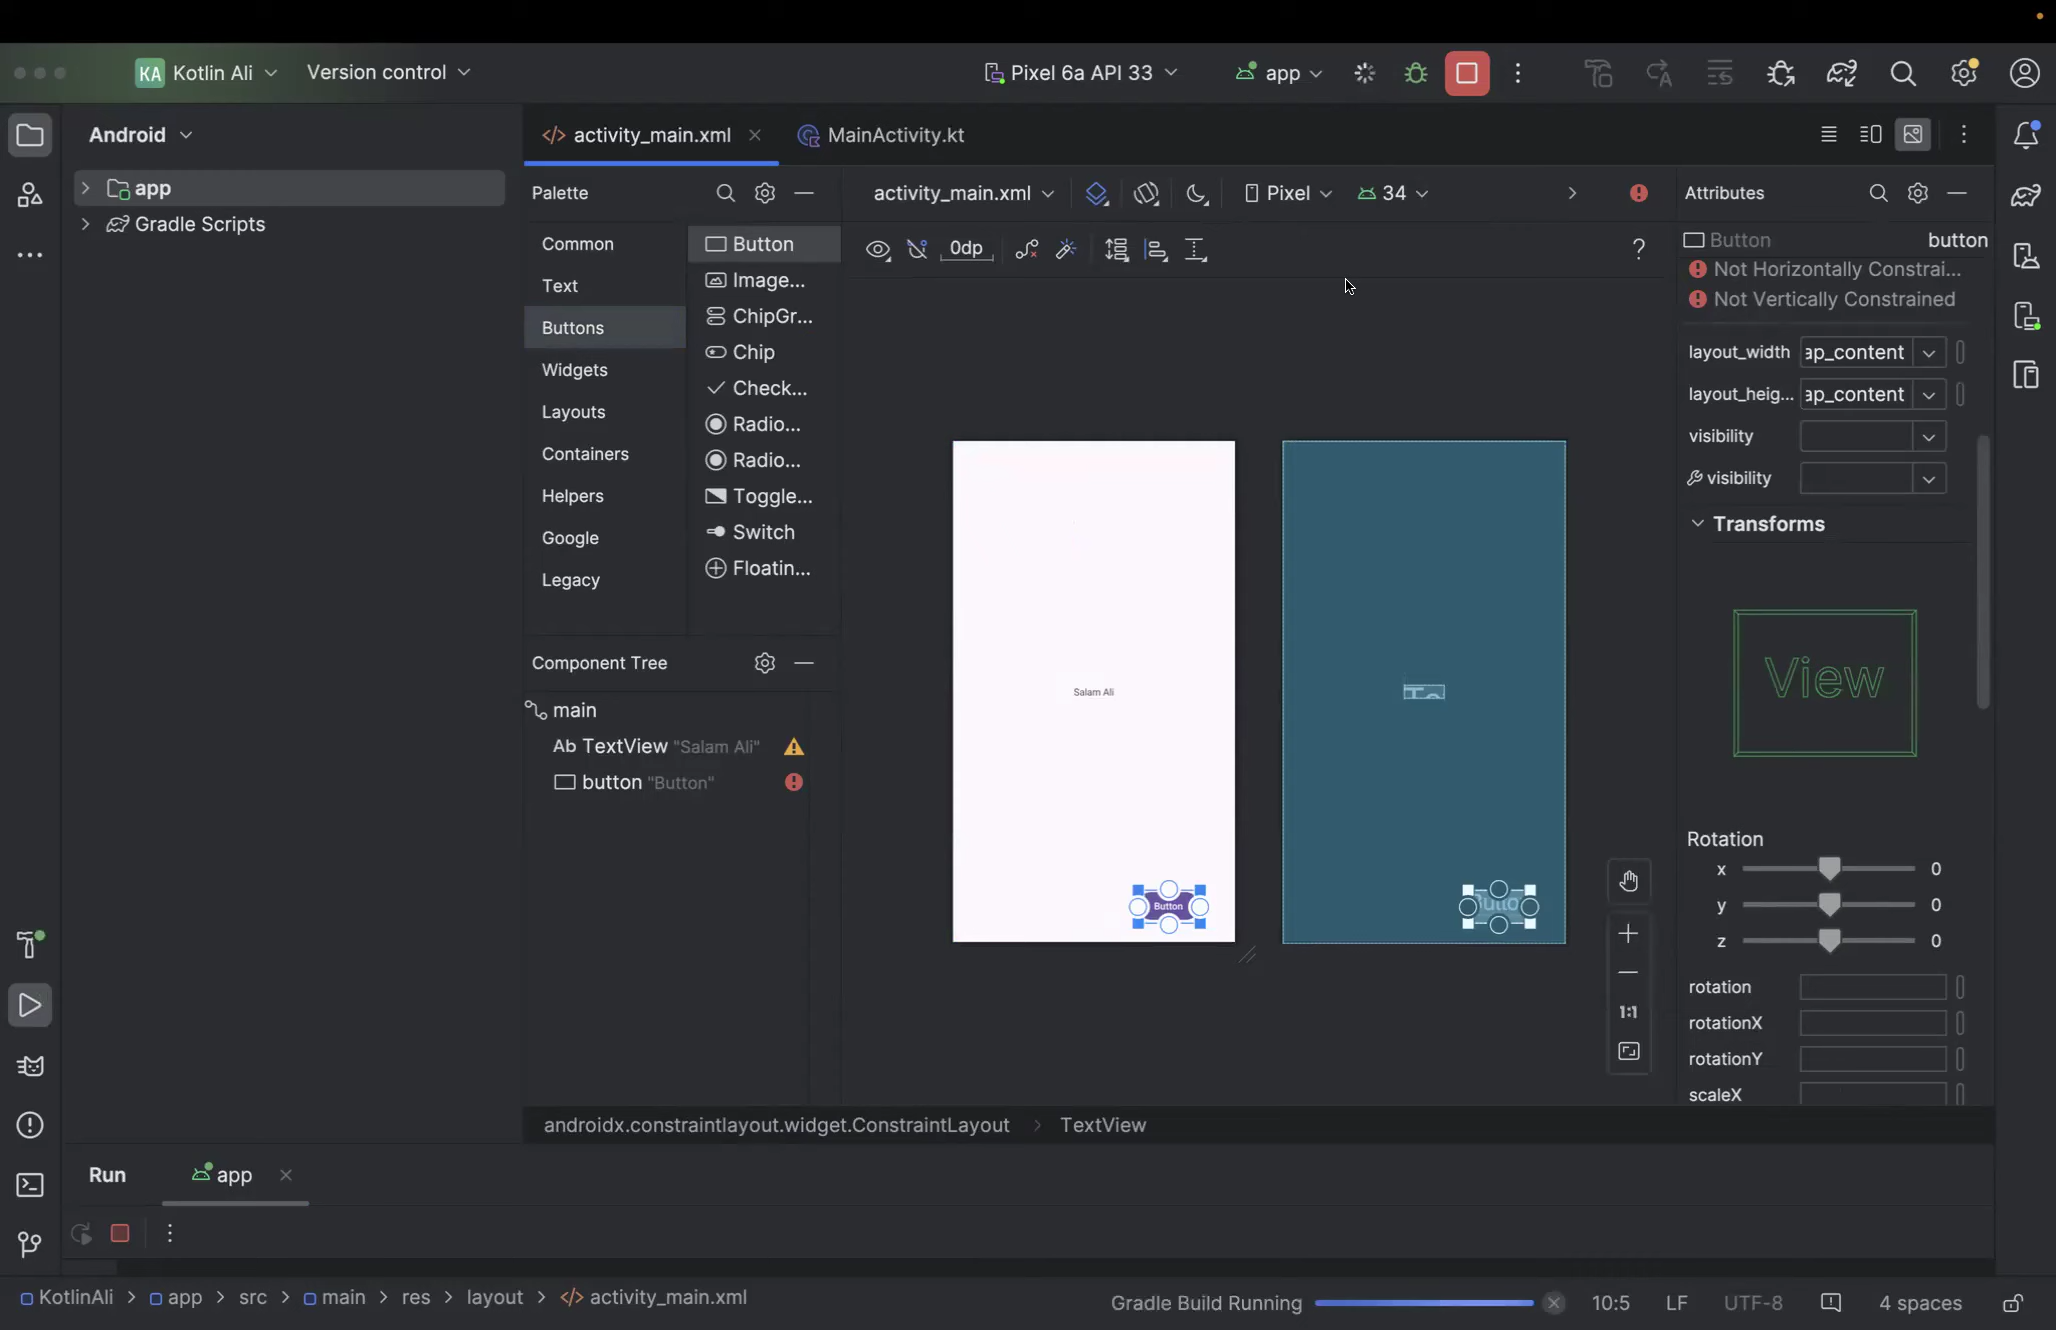 KA Kotlin Ali Version control Pixel 6a API 33 app
Android
activity_main.xml MainActivity.kt
app
Gradle Scripts
Palette
Common
Text
Buttons
Widgets
Layouts
Containers
Helpers
Google
Legacy
Button
Image...
ChipGr...
Chip
Check...
Radio...
Radio...
Toggle...
Switch
Floatin...
activity_main.xml Pixel 34
0dp ?
Component Tree
main
Ab TextView "Salam Ali"
button "Button"
Salam Ali
Button
Attributes
Button button
Not Horizontally Constrai...
Not Vertically Constrained
layout_width ap_content
layout_heig... ap_content
visibility
visibility
Transforms
View
Rotation
x 0
y 0
z 0
rotation
rotationX
rotationY
scaleX
1:1
androidx.constraintlayout.widget.ConstraintLayout > TextView
Run app
KotlinAli > app > src > main > res > layout > activity_main.xml
Gradle Build Running 10:5 LF UTF-8 4 spaces